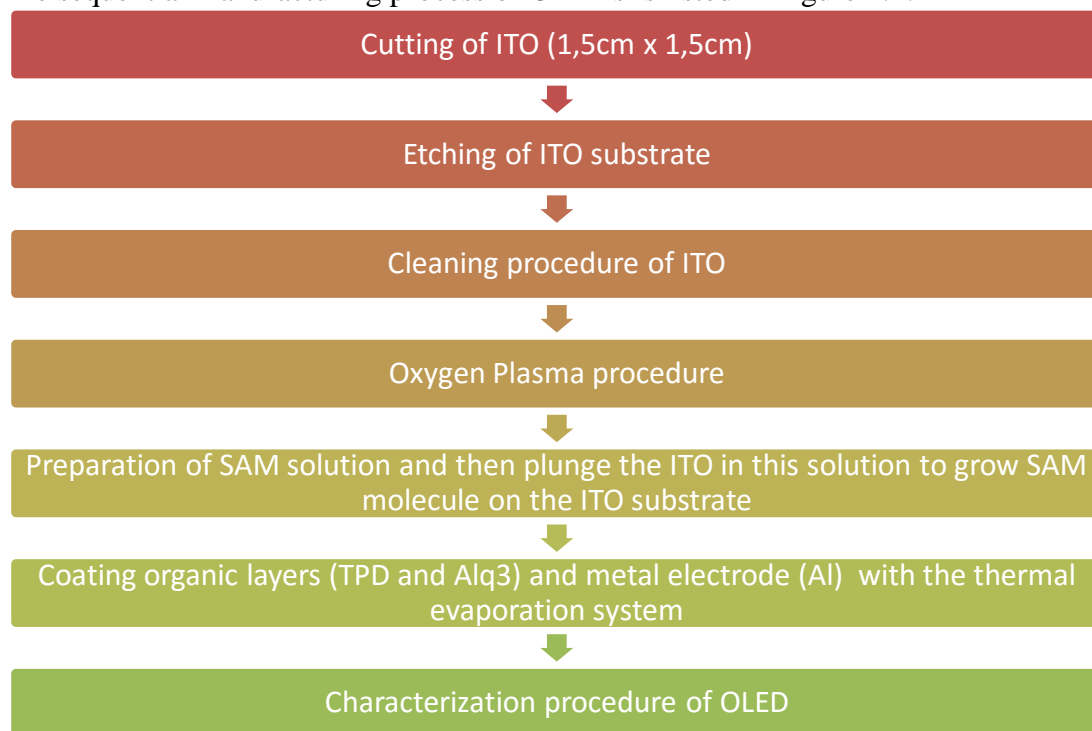 Cutting of ITO (1,5cm x 1,5cm)
Etching of ITO substrate
Cleaning procedure of ITO
Oxygen Plasma procedure
Preparation of SAM solution and then plunge the ITO in this solution to grow SAM
molecule on the ITO substrate
Coating organic layers (TPD and Alq3) and metal electrode (Al)  with the thermal
evaporation system
Characterization procedure of OLED